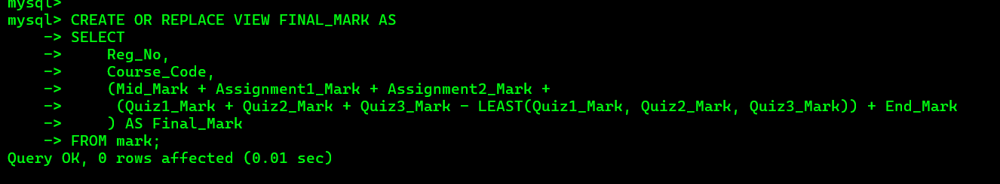 mysql>
mysql> CREATE OR REPLACE VIEW FINAL_MARK AS
    -> SELECT
    ->     Reg_No,
    ->     Course_Code,
    ->     (Mid_Mark + Assignment1_Mark + Assignment2_Mark +
    ->      (Quiz1_Mark + Quiz2_Mark + Quiz3_Mark - LEAST(Quiz1_Mark, Quiz2_Mark, Quiz3_Mark)) + End_Mark
    ->     ) AS Final_Mark
    -> FROM mark;
Query OK, 0 rows affected (0.01 sec)